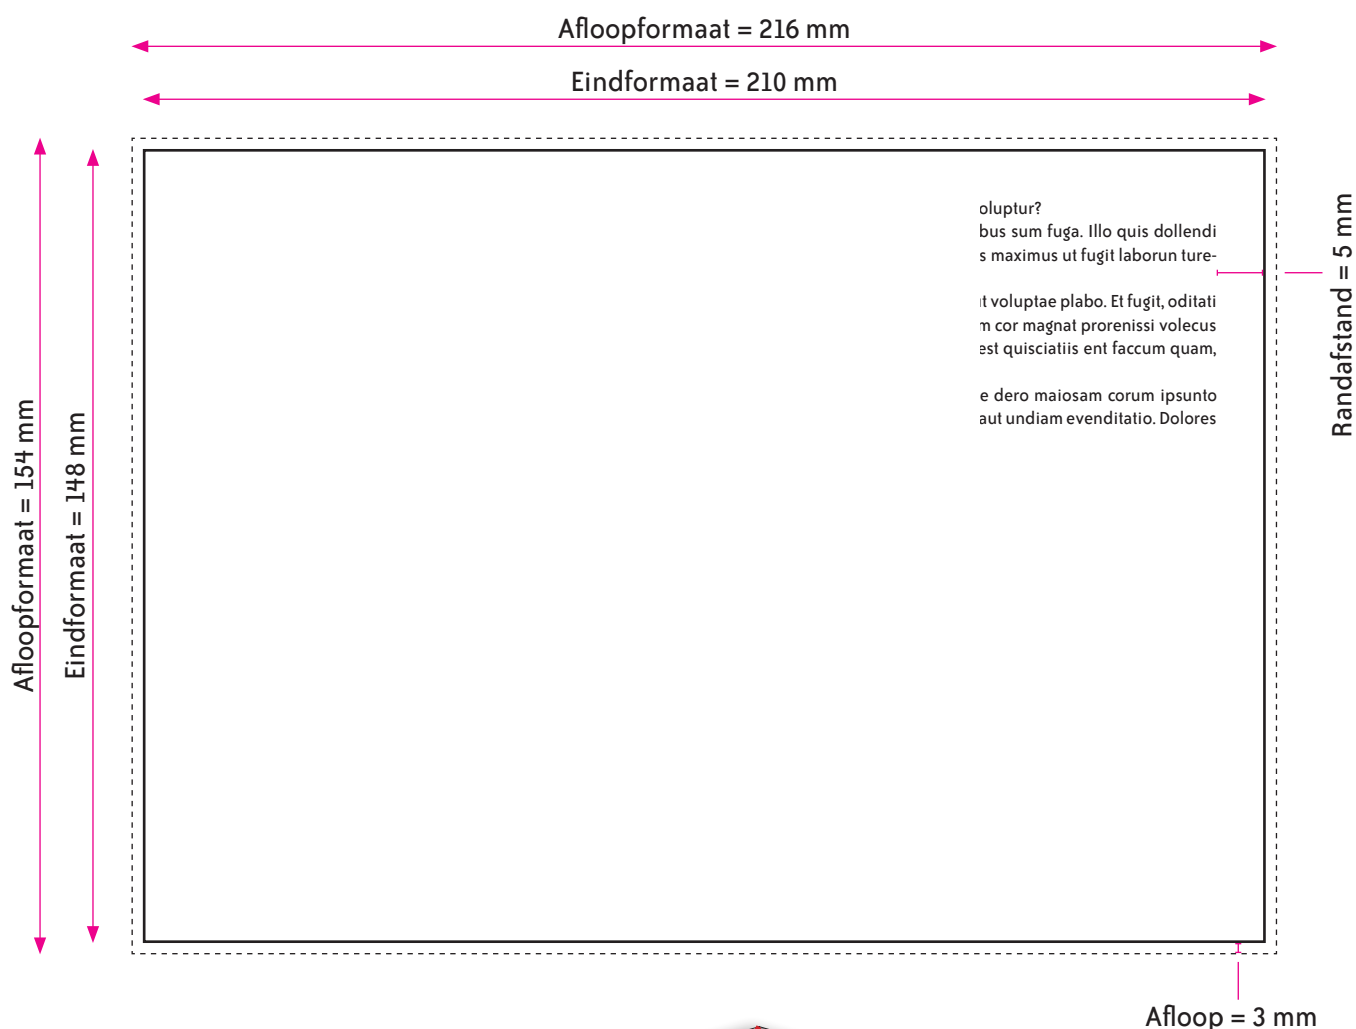 Afloopformaat = 216 mm
Eindformaat = 210 mm
Afloopformaat = 154 mm
Eindformaat = 148 mm
oluptur?
bus sum fuga. Illo quis dollendi
s maximus ut fugit laborun ture-
t voluptae plabo. Et fugit, oditati
m cor magnat prorenissi volecus
est quisciatiis ent faccum quam,
e dero maiosam corum ipsunto
aut undiam evenditatio. Dolores
Randafstand = 5 mm
Afloop = 3 mm